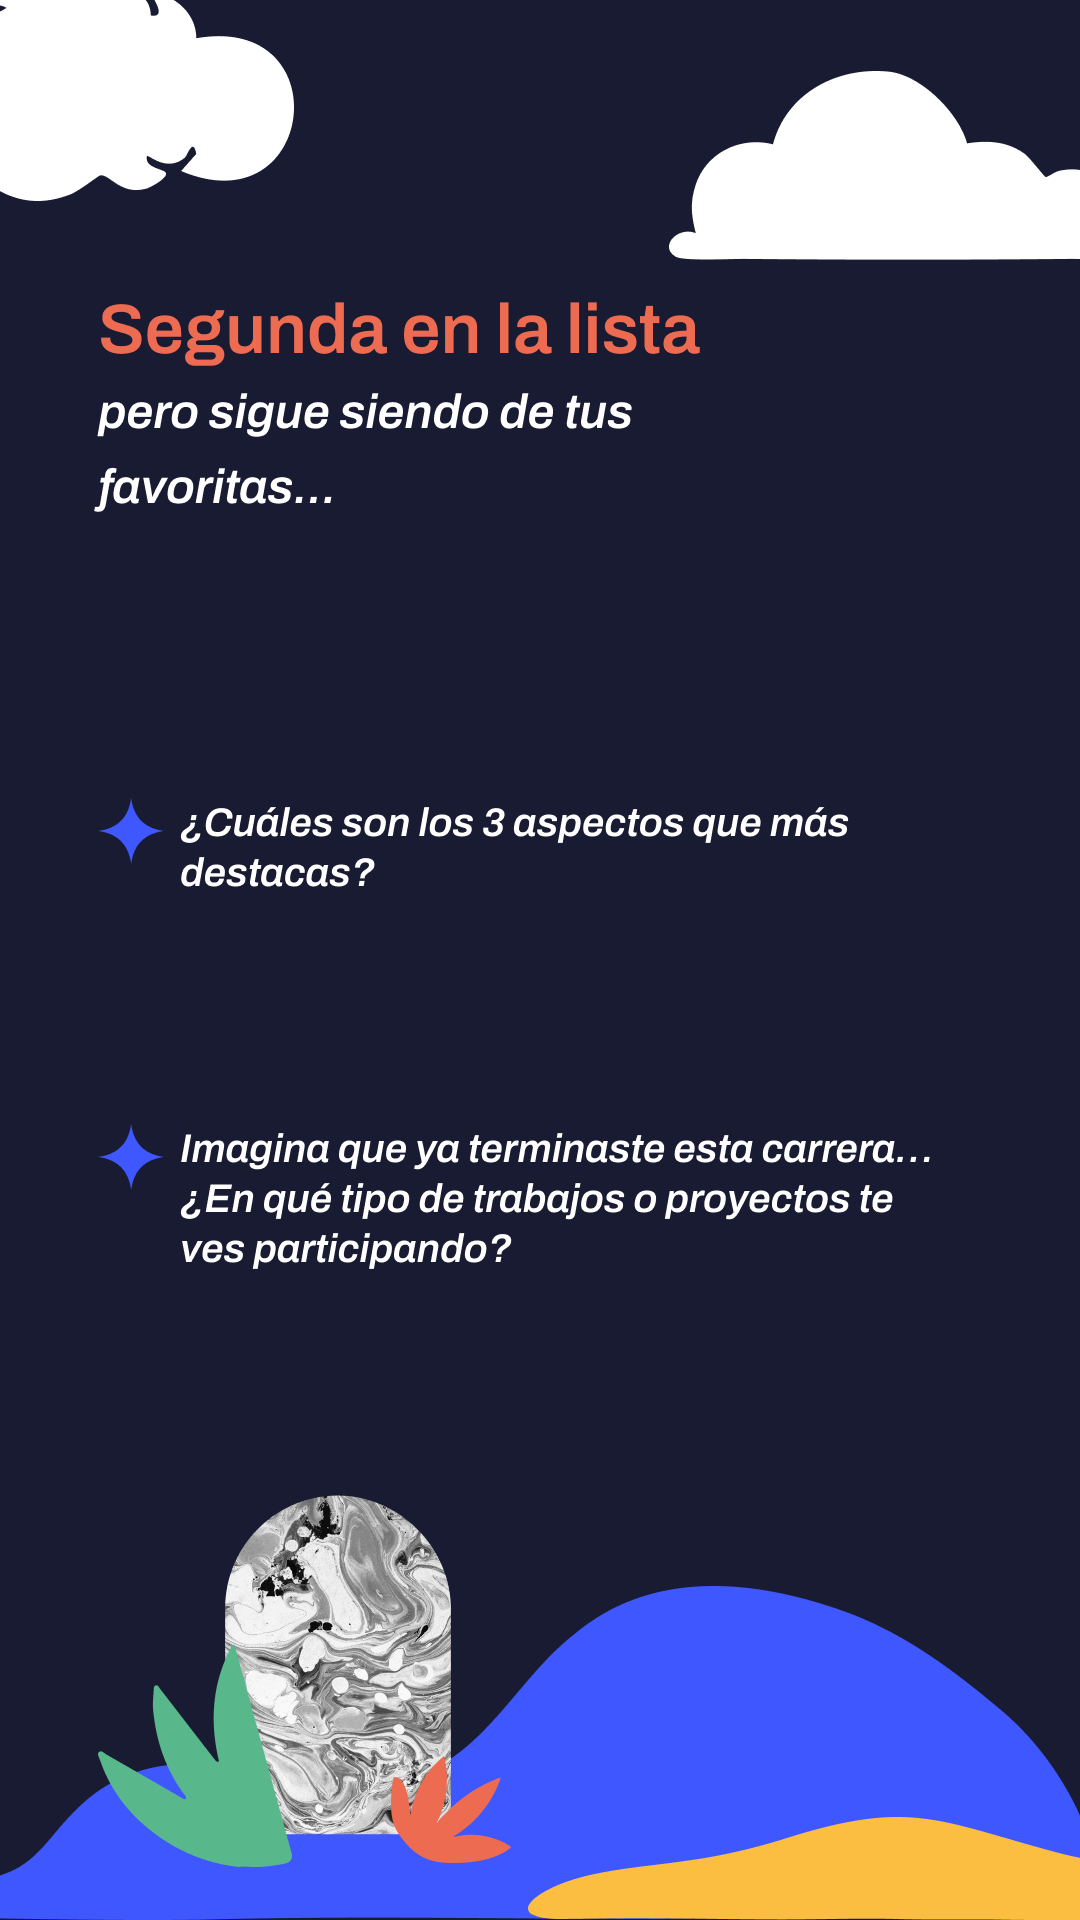 Segunda en la lista
pero sigue siendo de tus
favoritas...
¿Cuáles son los 3 aspectos que más
destacas?
Imagina que ya terminaste esta carrera...
¿En qué tipo de trabajos o proyectos te
ves participando?